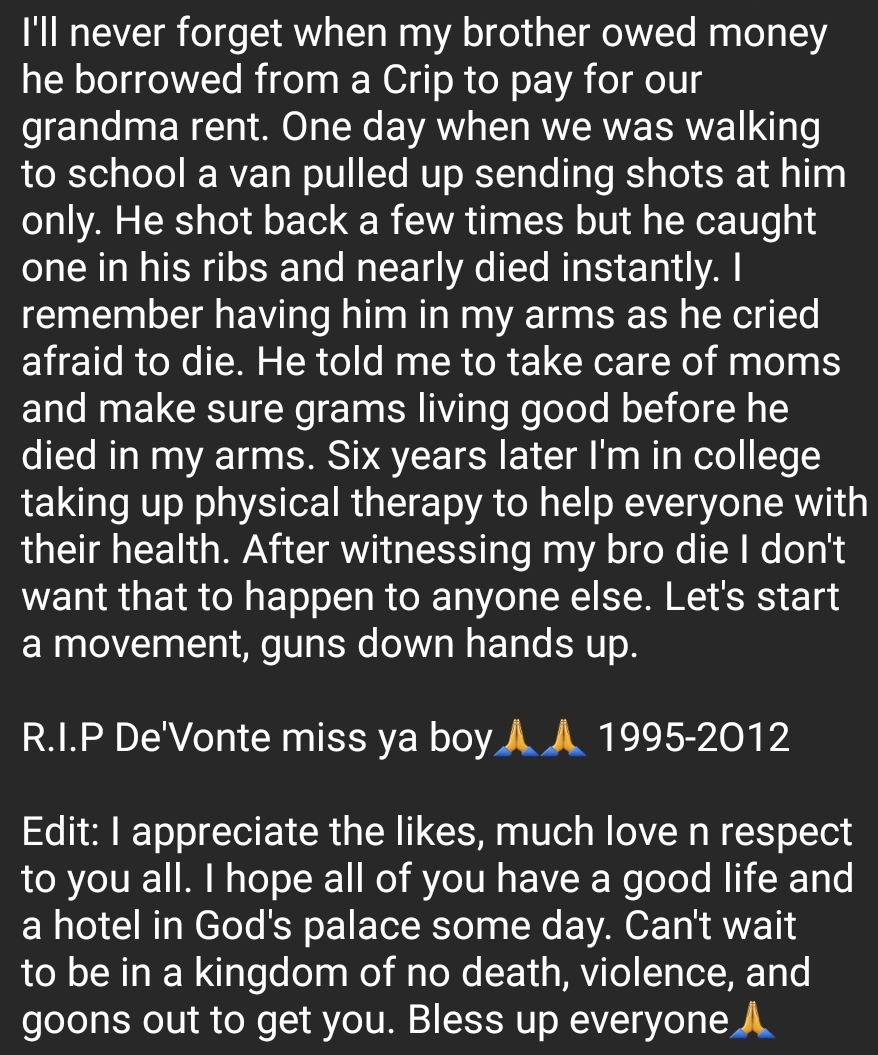 I'll never forget when my brother owed money
he borrowed from a Crip to pay for our
grandma rent. One day when we was walking
to school a van pulled up sending shots at him
only. He shot back a few times but he caught
one in his ribs and nearly died instantly. I
remember having him in my arms as he cried
afraid to die. He told me to take care of moms
and make sure grams living good before he
died in my arms. Six years later I'm in college
taking up physical therapy to help everyone with
their health. After witnessing my bro die I don't
want that to happen to anyone else. Let's start
a movement, guns down hands up.

R.I.P De'Vonte miss ya boy🙏🙏 1995-2O12

Edit: I appreciate the likes, much love n respect
to you all. I hope all of you have a good life and
a hotel in God's palace some day. Can't wait
to be in a kingdom of no death, violence, and
goons out to get you. Bless up everyone🙏